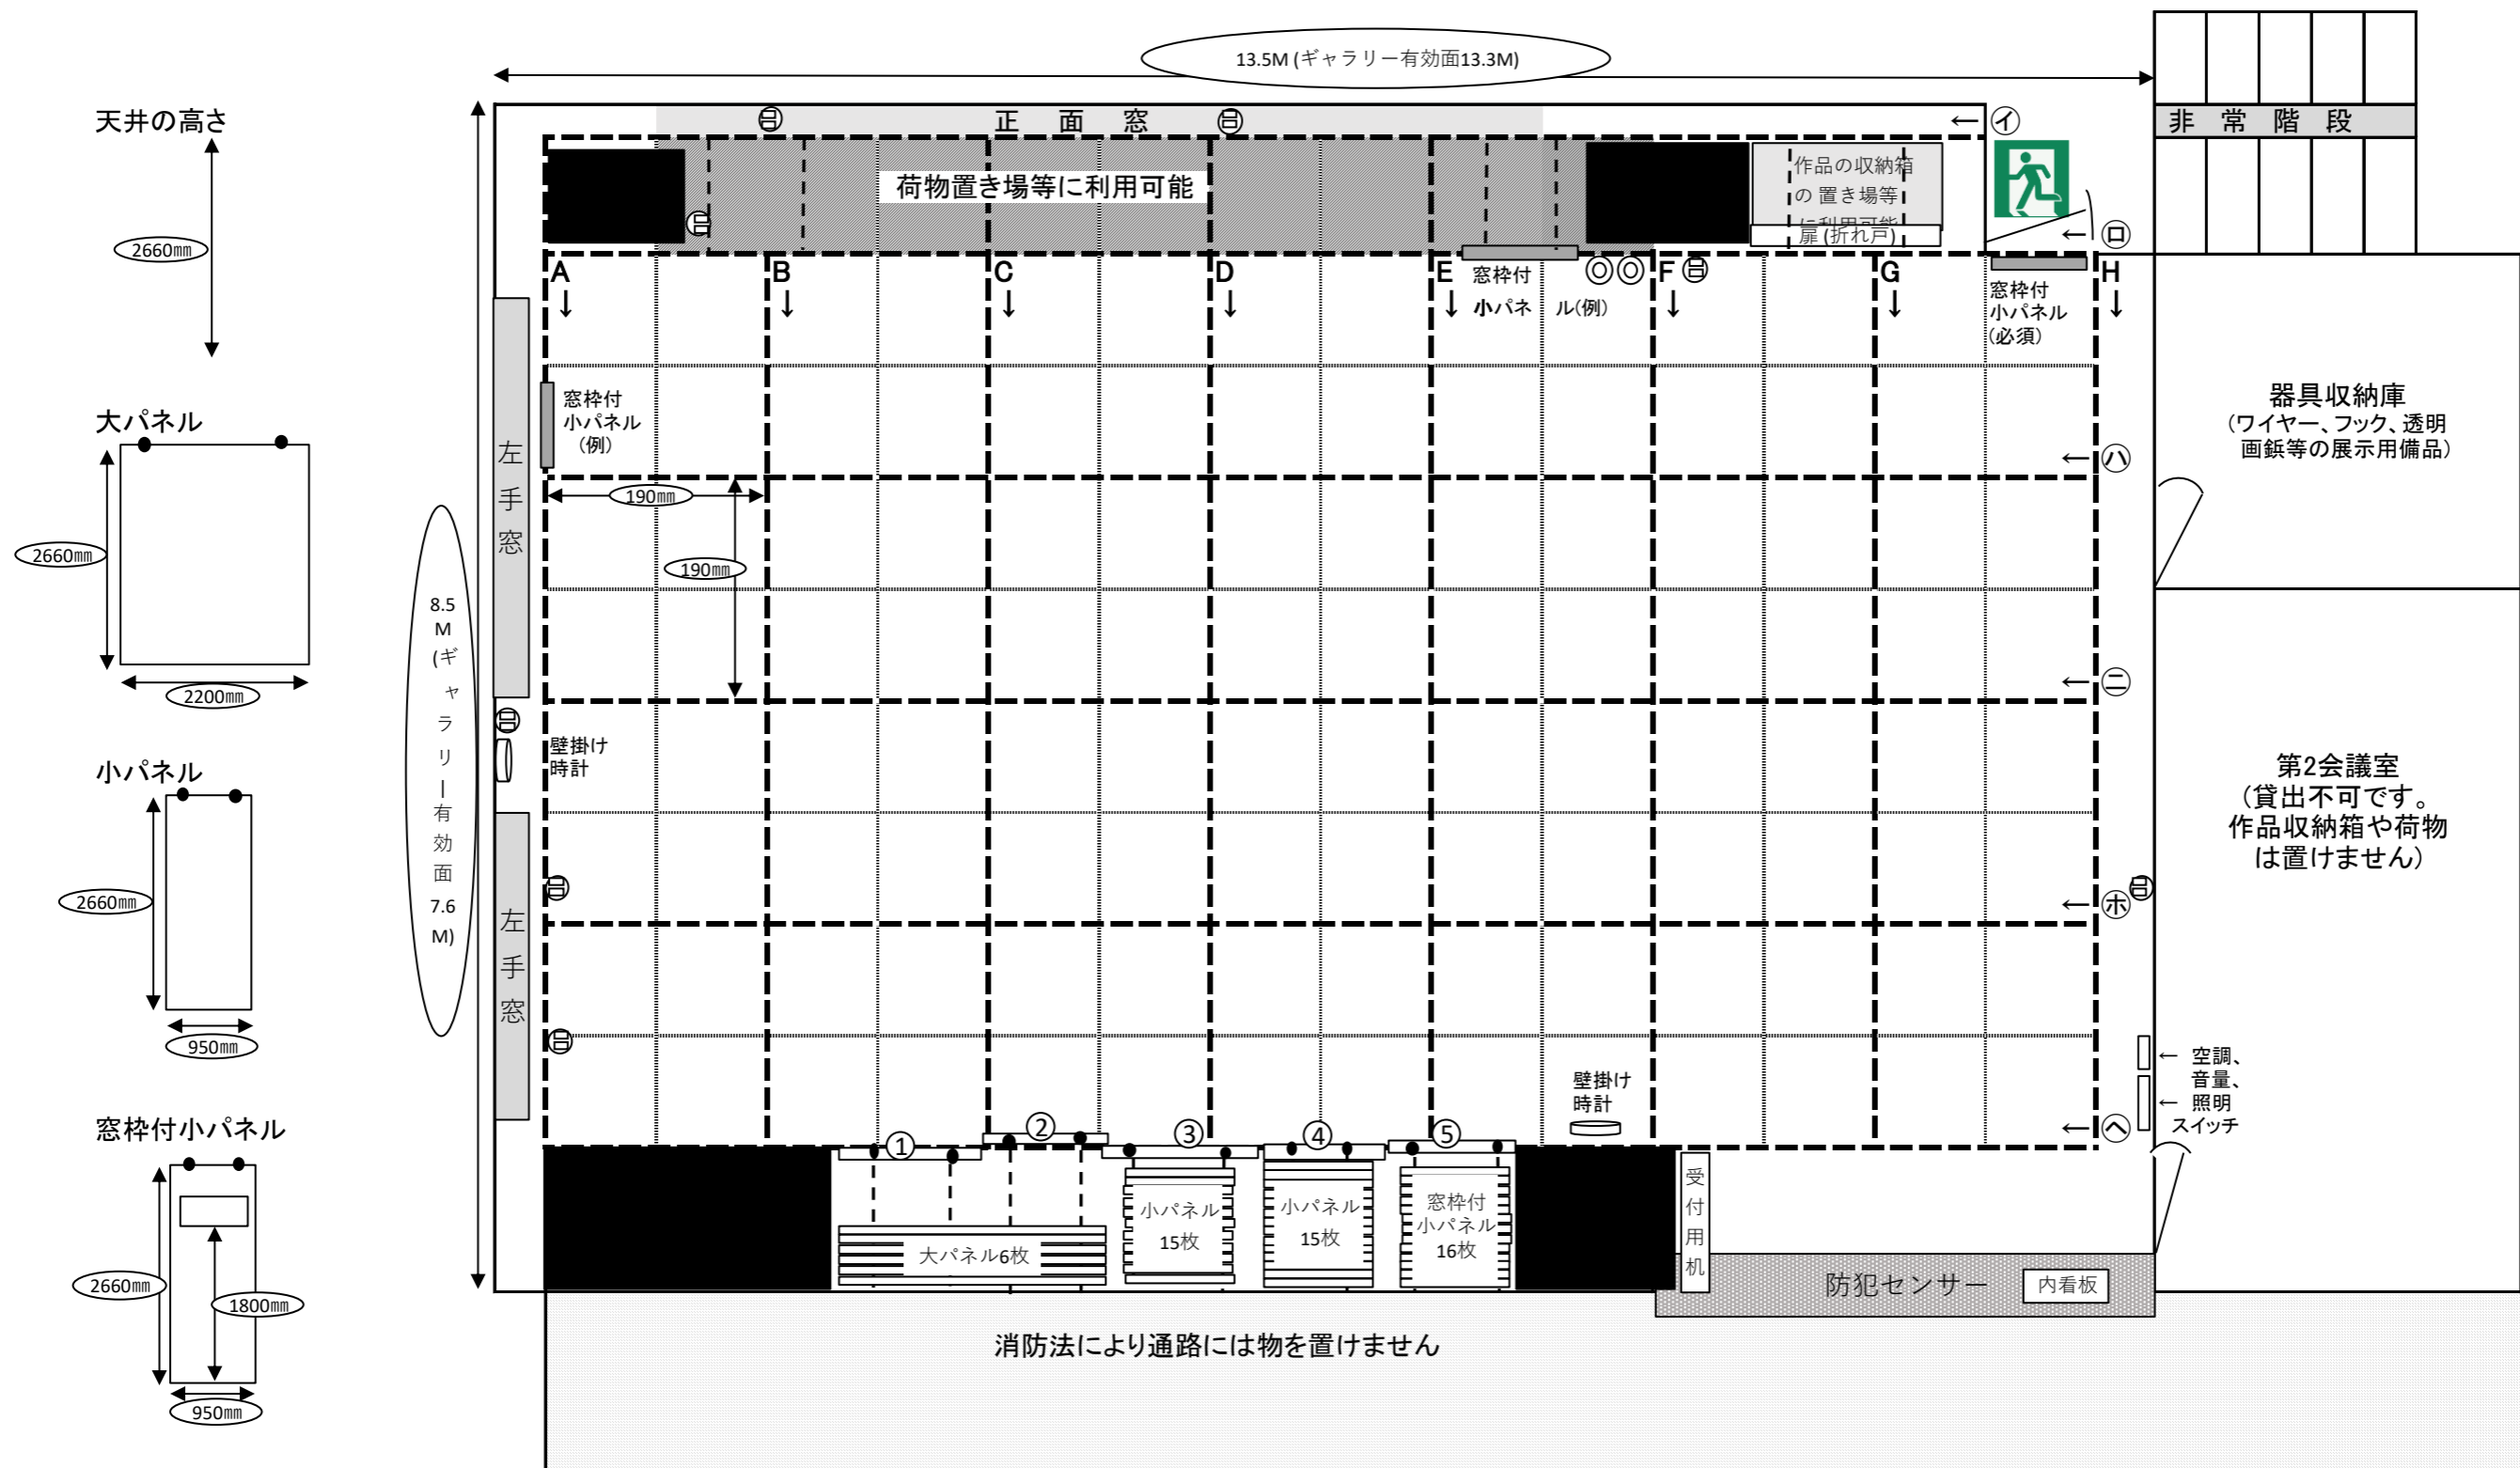 13.5M (ギャラリー有効面13.3M)
天井の高さ
2660㎜
正面窓
← ㋑
非常階段
荷物置き場等に利用可能
作品の収納箱
の 置き場等
に利用可能
扉 (折れ戸)
← ㋺
A
B
C
D
E
F
G
H
↓
↓
↓
↓
↓
↓
↓
↓
窓枠付
小パネル(例)
窓枠付
小パネル
(必須)
窓枠付
小パネル
(例)
器具収納庫
(ワイヤー、フック、透明
画鋲等の展示用備品)
大パネル
2660㎜
2200㎜
左手窓
190㎜
190㎜
← ㋩
8.5M(ギャラリー有効面7.6M)
← ㋥
壁掛け
時計
第2会議室
(貸出不可です。
作品収納箱や荷物
は置けません)
小パネル
2660㎜
950㎜
左手窓
← ㋭
← 空調、
音量、
← 照明
スイッチ
壁掛け
時計
← ㋬
窓枠付小パネル
2660㎜
1800㎜
950㎜
①
②
③
④
⑤
大パネル6枚
小パネル
15枚
小パネル
15枚
窓枠付
小パネル
16枚
受付用机
防犯センサー
内看板
消防法により通路には物を置けません